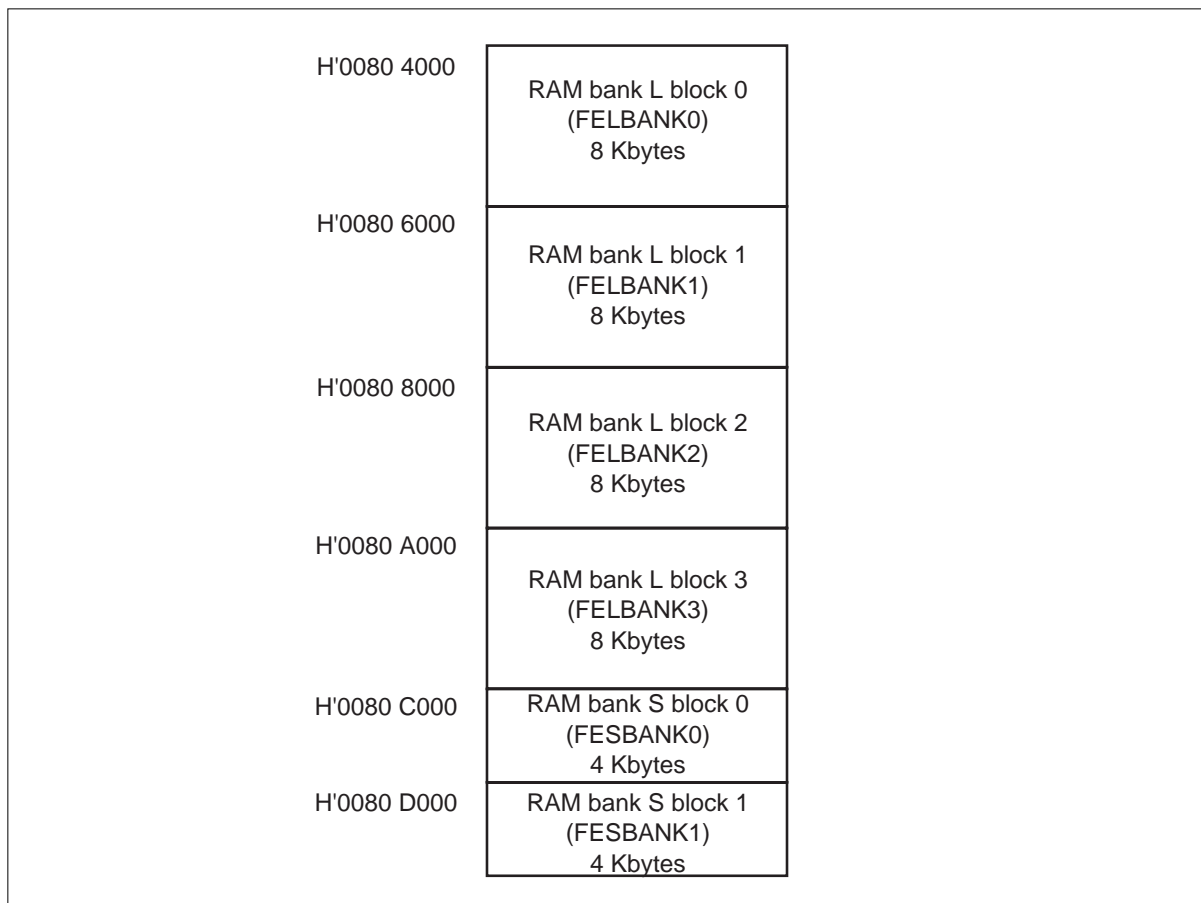 H'0080 4000
RAM bank L block 0
(FELBANK0)
8 Kbytes
H'0080 6000
RAM bank L block 1
(FELBANK1)
8 Kbytes
H'0080 8000
RAM bank L block 2
(FELBANK2)
8 Kbytes
H'0080 A000
RAM bank L block 3
(FELBANK3)
8 Kbytes
H'0080 C000
RAM bank S block 0
(FESBANK0)
4 Kbytes
H'0080 D000
RAM bank S block 1
(FESBANK1)
4 Kbytes